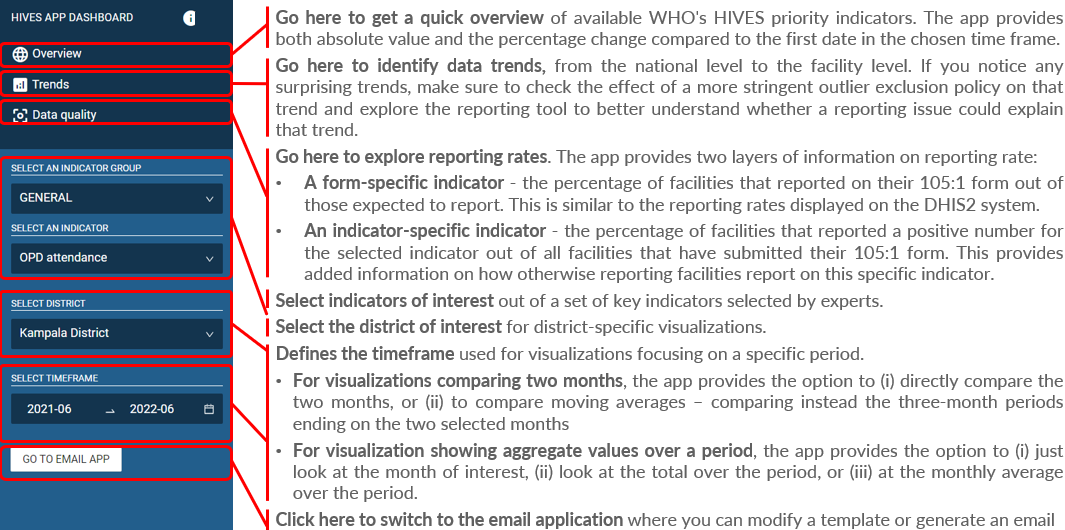 HIVES APP DASHBOARD
i
Overview
Trends
Data quality
SELECT AN INDICATOR GROUP
GENERAL
SELECT AN INDICATOR
OPD attendance
SELECT DISTRICT
Kampala District
SELECT TIMEFRAME
2021-06 → 2022-06
GO TO EMAIL APP
Go here to get a quick overview of available WHO's HIVES priority indicators. The app provides
both absolute value and the percentage change compared to the first date in the chosen time frame.
Go here to identify data trends, from the national level to the facility level. If you notice any
surprising trends, make sure to check the effect of a more stringent outlier exclusion policy on that
trend and explore the reporting tool to better understand whether a reporting issue could explain
that trend.
Go here to explore reporting rates. The app provides two layers of information on reporting rate:
• A form-specific indicator - the percentage of facilities that reported on their 105:1 form out of
those expected to report. This is similar to the reporting rates displayed on the DHIS2 system.
• An indicator-specific indicator - the percentage of facilities that reported a positive number for
the selected indicator out of all facilities that have submitted their 105:1 form. This provides
added information on how otherwise reporting facilities report on this specific indicator.
Select indicators of interest out of a set of key indicators selected by experts.
Select the district of interest for district-specific visualizations.
Defines the timeframe used for visualizations focusing on a specific period.
• For visualizations comparing two months, the app provides the option to (i) directly compare the
two months, or (ii) to compare moving averages – comparing instead the three-month periods
ending on the two selected months
• For visualization showing aggregate values over a period, the app provides the option to (i) just
look at the month of interest, (ii) look at the total over the period, or (iii) at the monthly average
over the period.
Click here to switch to the email application where you can modify a template or generate an email